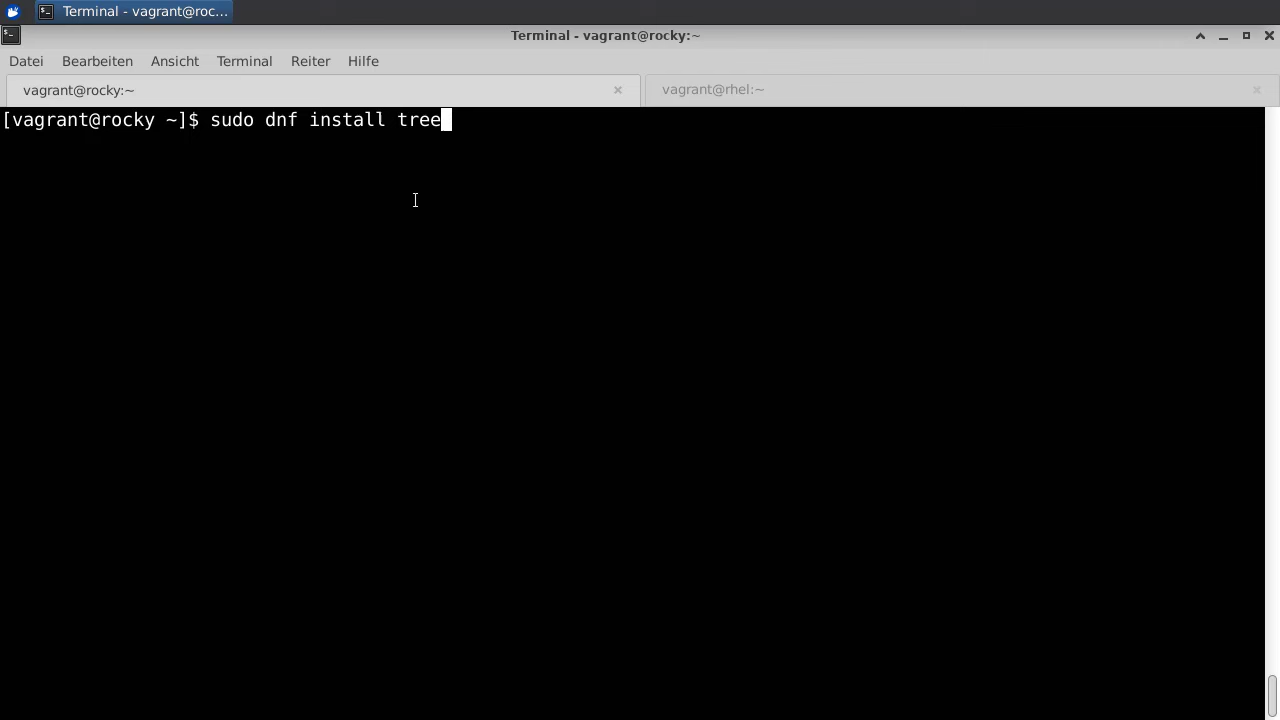 Terminal - vagrant@roc...
Terminal - vagrant@rocky:~
Datei Bearbeiten Ansicht Terminal Reiter Hilfe
vagrant@rocky:~
vagrant@rhel:~
[vagrant@rocky ~]$ sudo dnf install tree